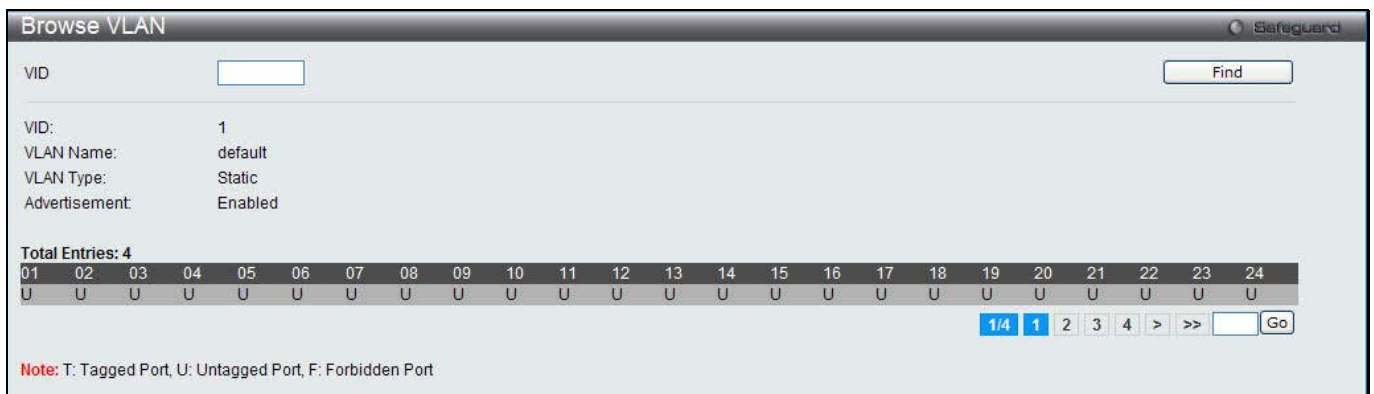 Browse VLAN Safeguard
VID Find
VID: 1
VLAN Name: default
VLAN Type: Static
Advertisement: Enabled
Total Entries: 4
01 02 03 04 05 06 07 08 09 10 11 12 13 14 15 16 17 18 19 20 21 22 23 24
U U U U U U U U U U U U U U U U U U U U U U U U
1/4 1 2 3 4 > >> Go
Note: T: Tagged Port, U: Untagged Port, F: Forbidden Port